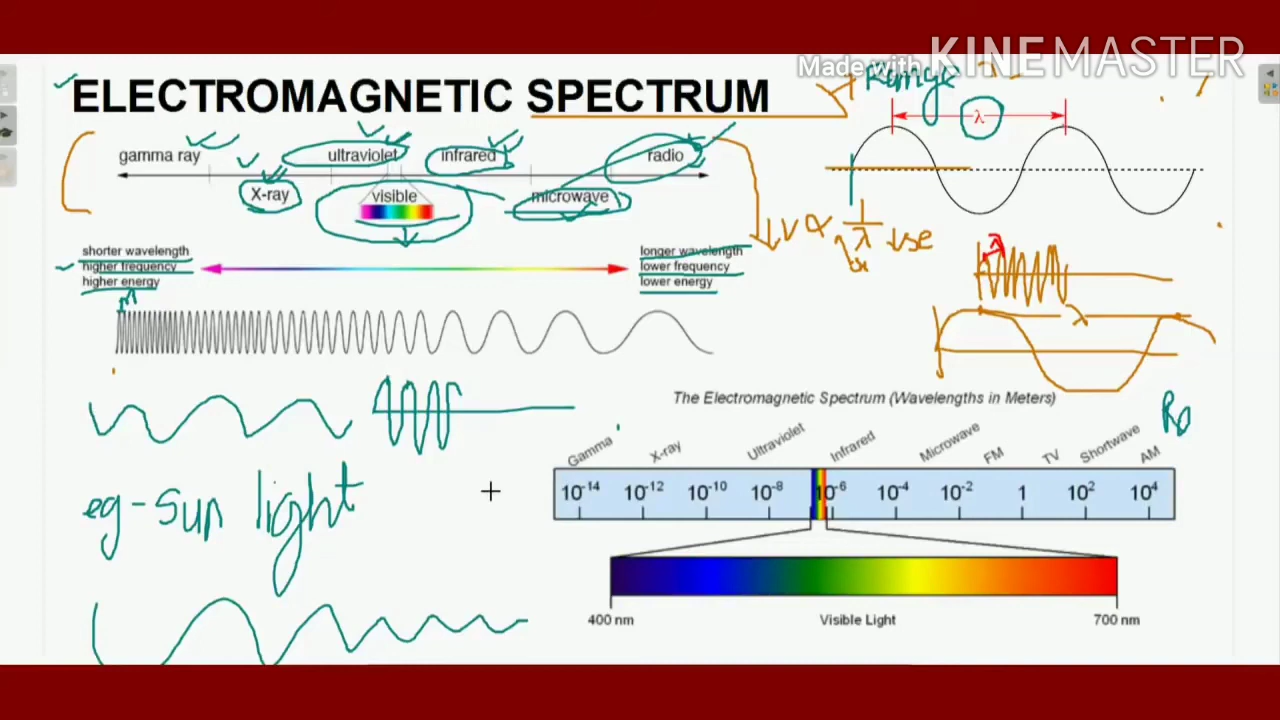 Made with KINEMASTER
ELECTROMAGNETIC SPECTRUM
Range
λ
gamma ray ultraviolet infrared radio
X-ray visible microwave
shorter wavelength
higher frequency
higher energy
longer wavelength
lower frequency
lower energy
ν ∝ 1/λ
λ
λ
The Electromagnetic Spectrum (Wavelengths in Meters)
Gamma X-ray Ultraviolet Infrared Microwave FM TV Shortwave AM
10⁻¹⁴ 10⁻¹² 10⁻¹⁰ 10⁻⁸ 10⁻⁶ 10⁻⁴ 10⁻² 1 10² 10⁴
eg - Sun light
400 nm Visible Light 700 nm